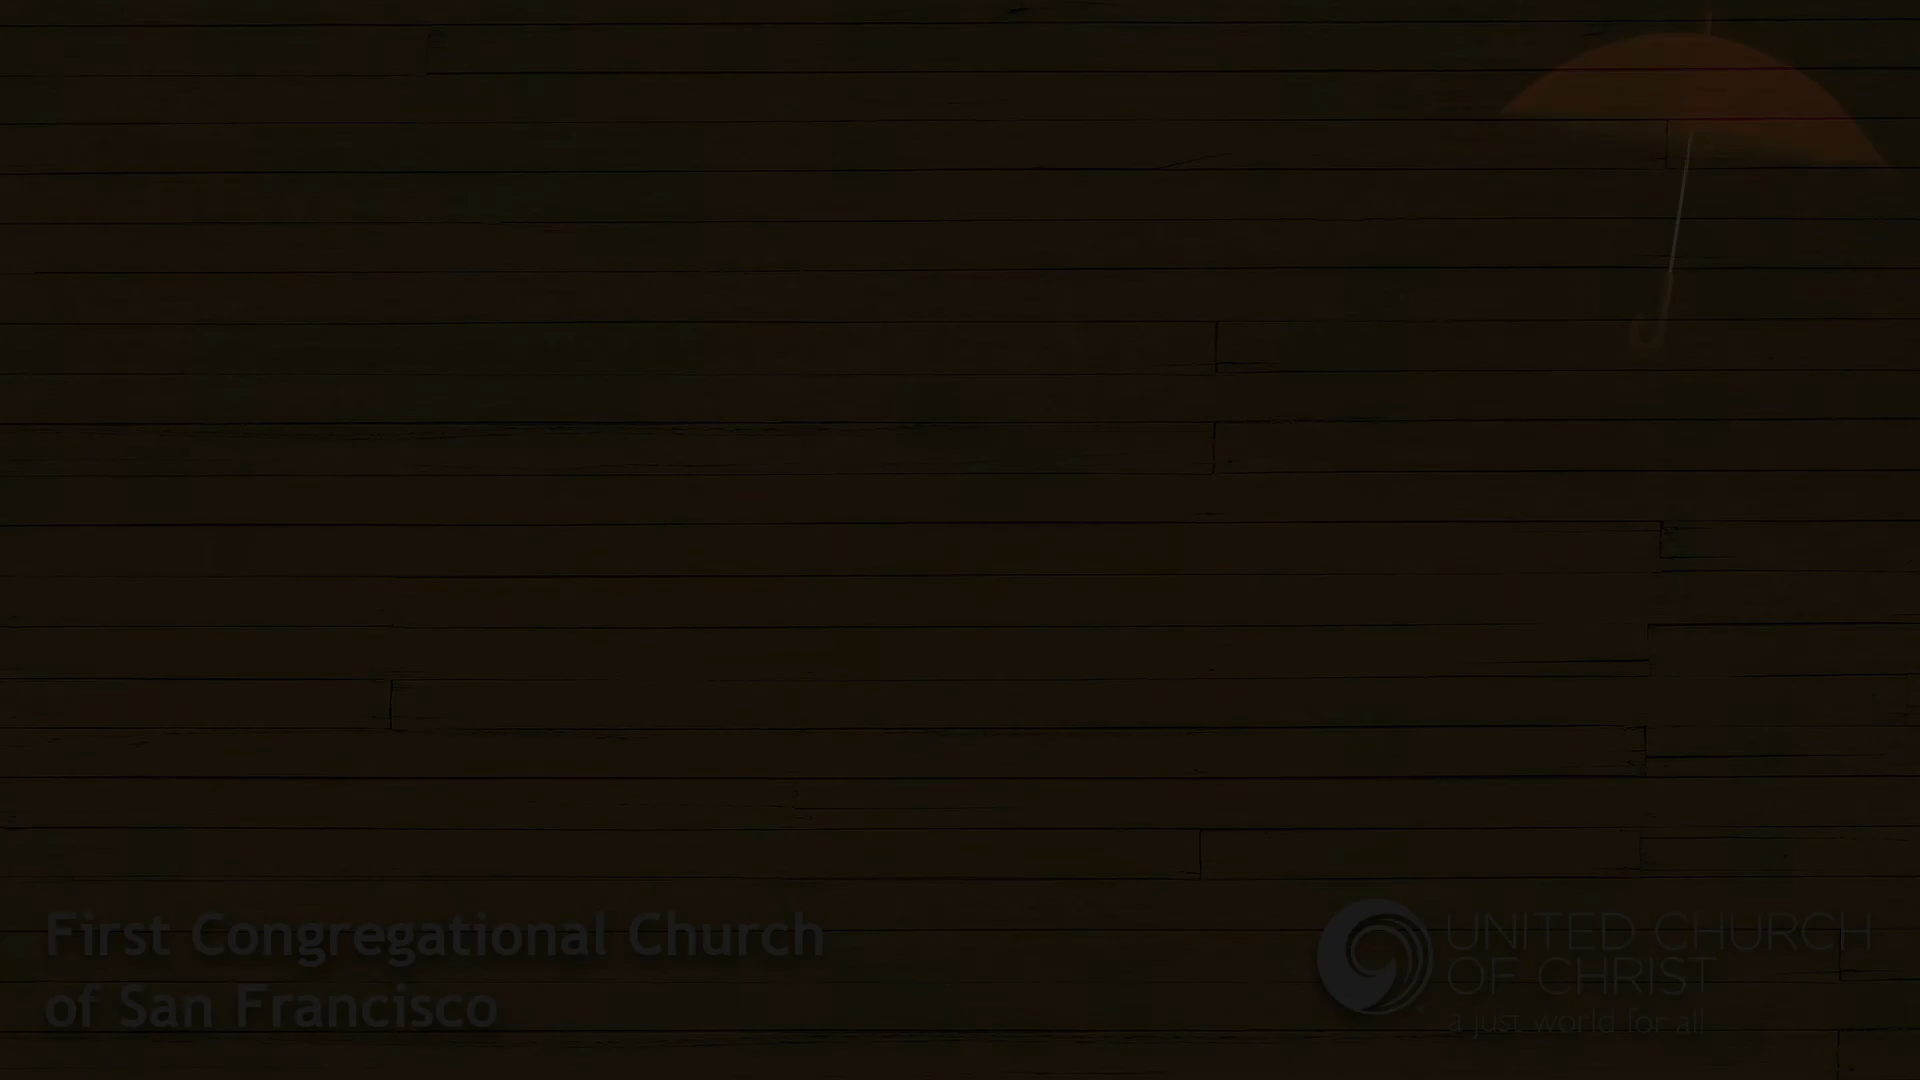 First Congregational Church
of San Francisco
UNITED CHURCH
OF CHRIST
a just world for all